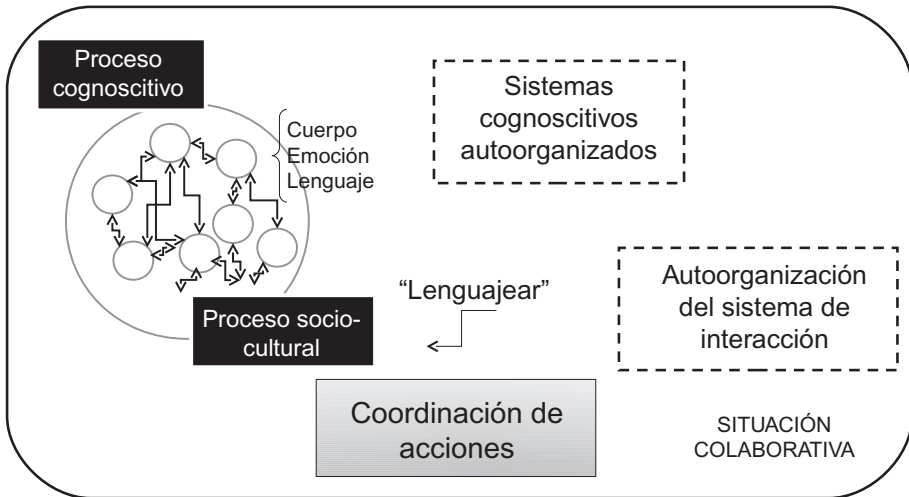 Proceso
cognoscitivo
Cuerpo
Emoción
Lenguaje
Sistemas
cognoscitivos
autoorganizados
“Lenguajear”
Autoorganización
del sistema de
interacción
Proceso socio-
cultural
Coordinación de
acciones
SITUACIÓN
COLABORATIVA